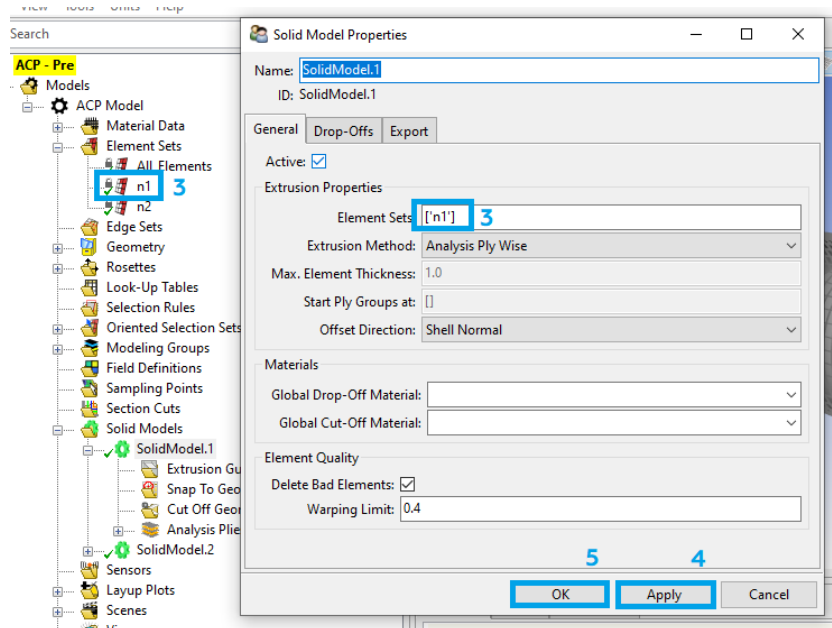 View Tools Units Help
Search
ACP - Pre
Models
ACP Model
Material Data
Element Sets
All Elements
n1 3
n2
Edge Sets
Geometry
Rosettes
Look-Up Tables
Selection Rules
Oriented Selection Sets
Modeling Groups
Field Definitions
Sampling Points
Section Cuts
Solid Models
SolidModel.1
Extrusion Gu
Snap To Geo
Cut Off Geor
Analysis Plie
SolidModel.2
Sensors
Layup Plots
Scenes
Solid Model Properties
Name: SolidModel.1
ID: SolidModel.1
General Drop-Offs Export
Active:
Extrusion Properties
Element Sets ['n1'] 3
Extrusion Method: Analysis Ply Wise
Max. Element Thickness: 1.0
Start Ply Groups at: []
Offset Direction: Shell Normal
Materials
Global Drop-Off Material:
Global Cut-Off Material:
Element Quality
Delete Bad Elements:
Warping Limit: 0.4
5 4
OK Apply Cancel